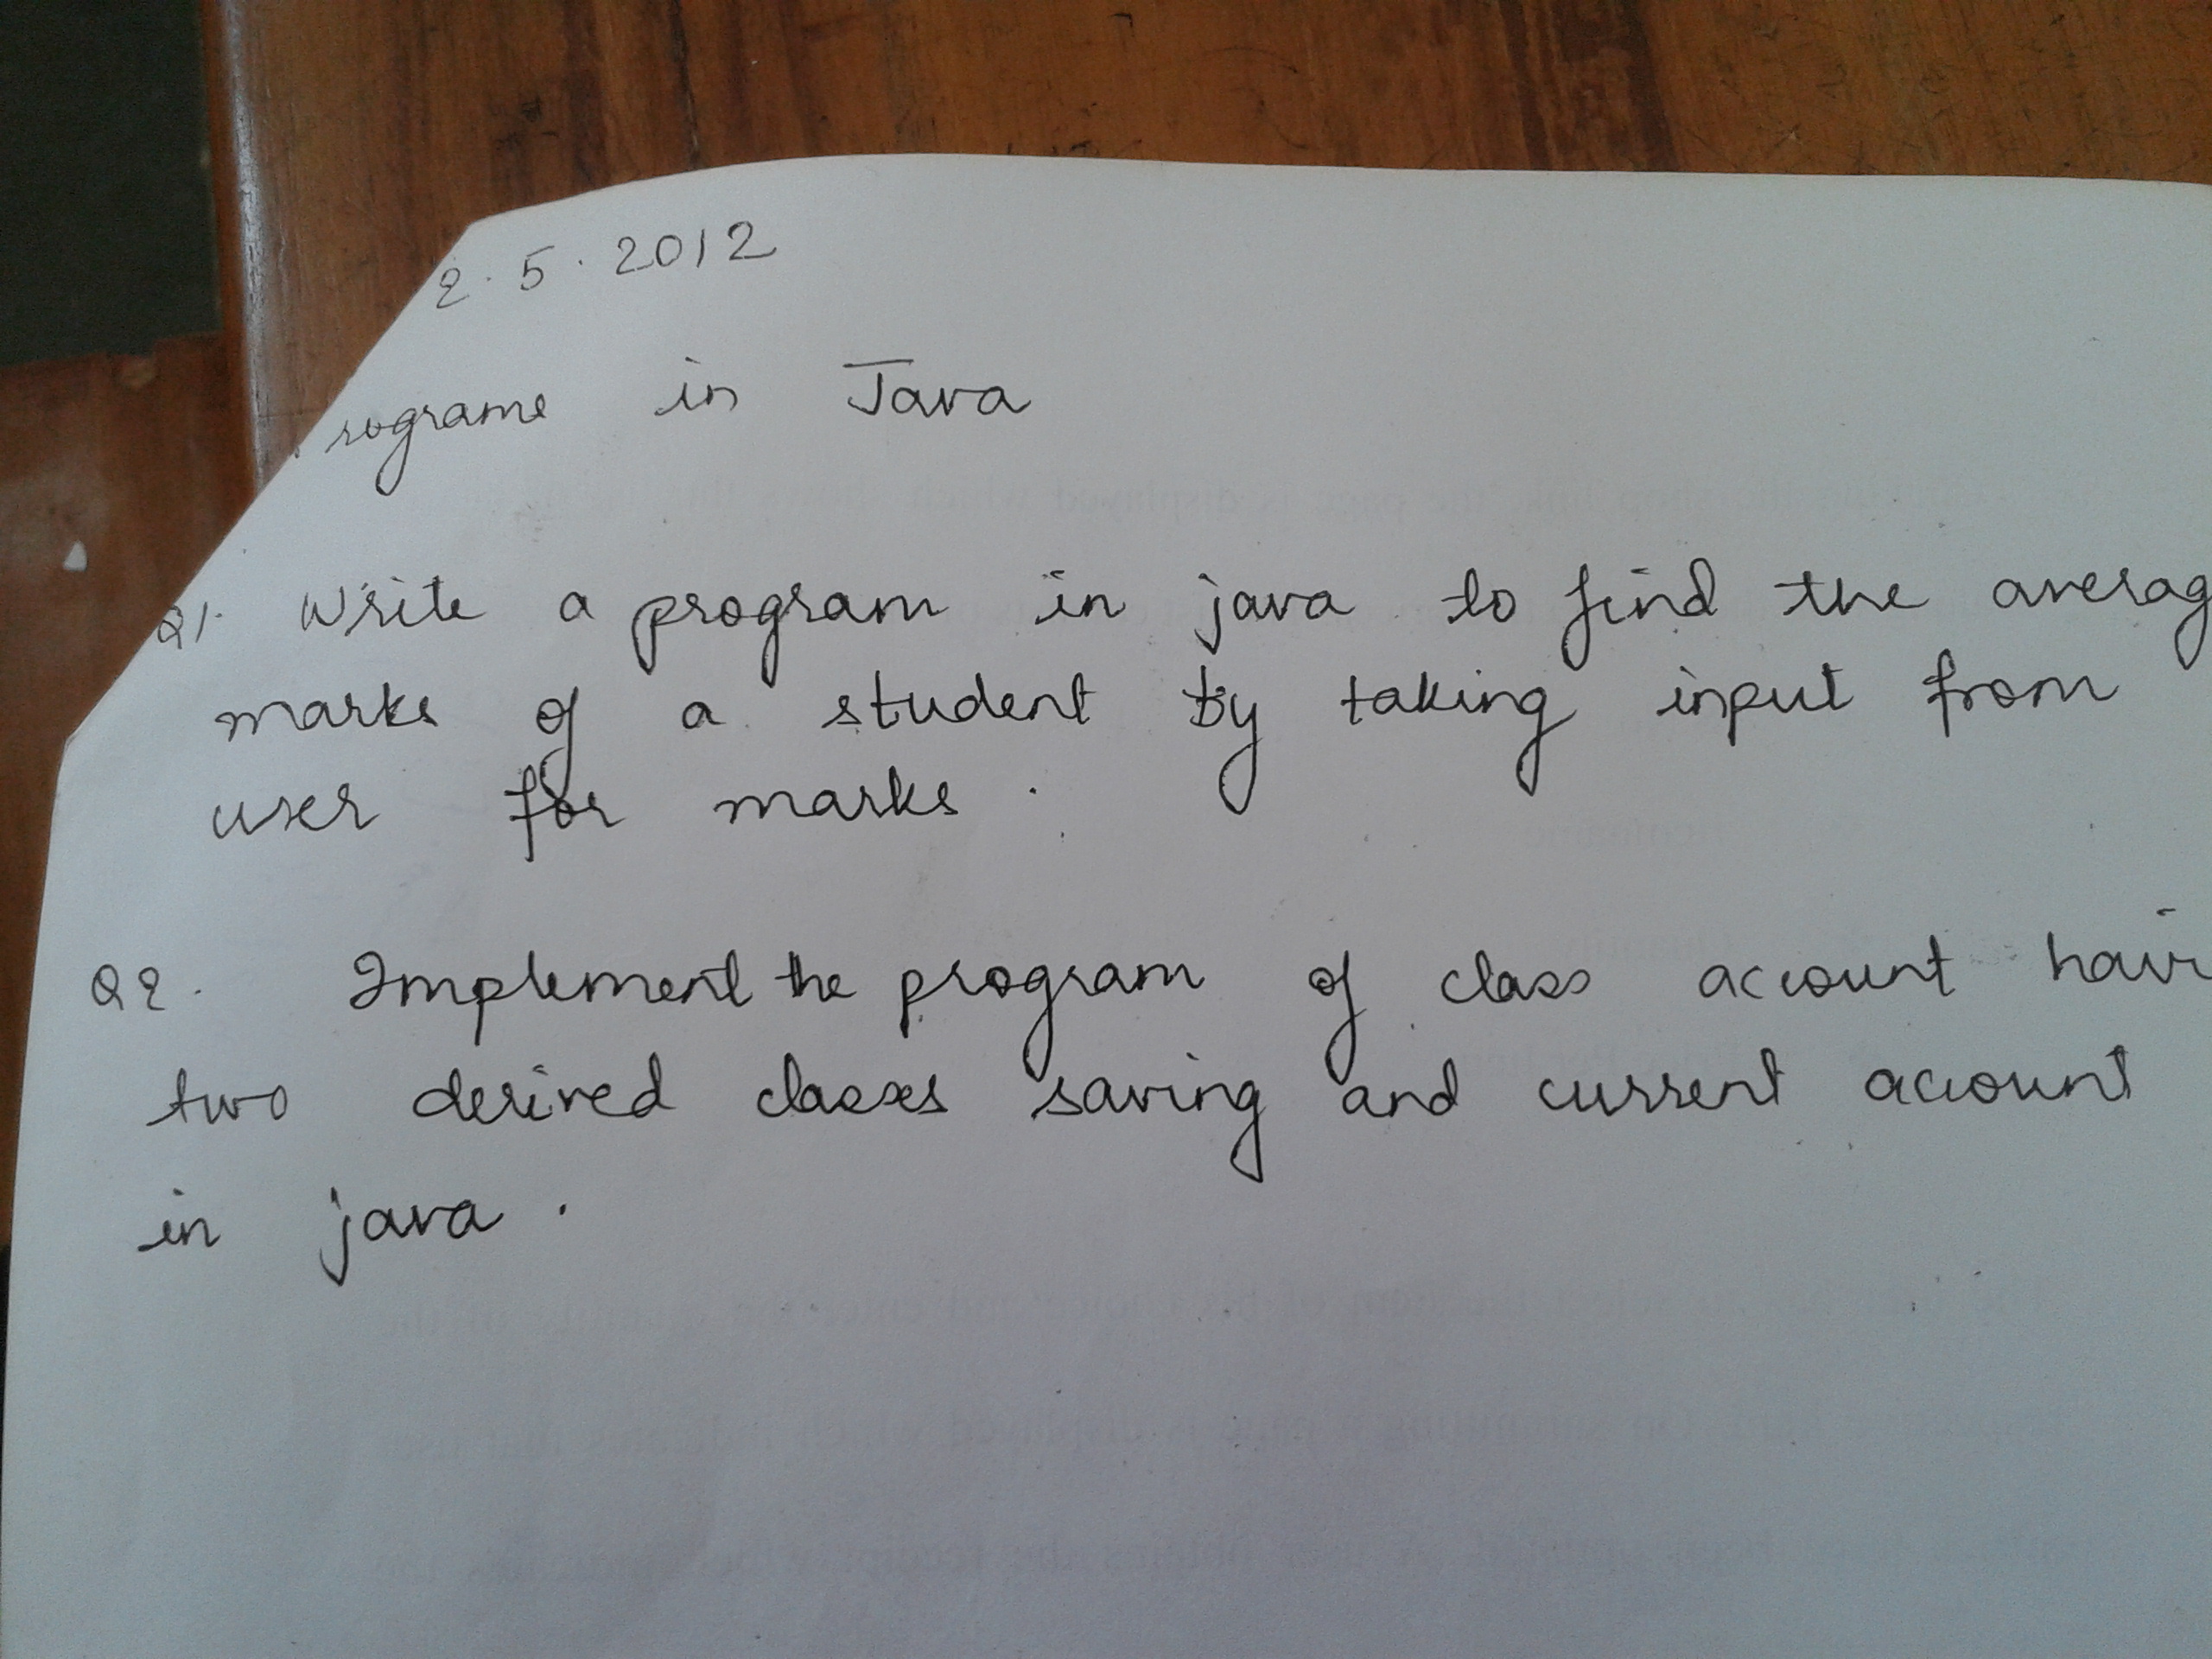 2.5.2012
rograme in Java
Q1. Write a program in java to find the averag
marks of a student by taking input from
user for marks.
Q2. Implement the program of class account havi
two derived classes saving and current account
in java.